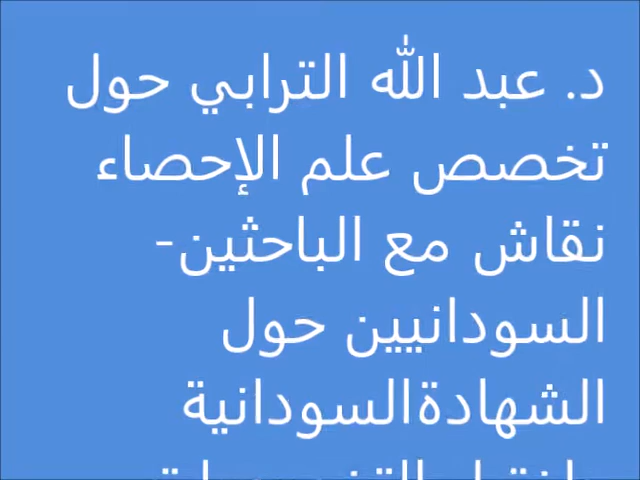 د. عبد الله الترابي حول
تخصص علم الإحصاء
نقاش مع الباحثين-
السودانيين حول
الشهادةالسودانية